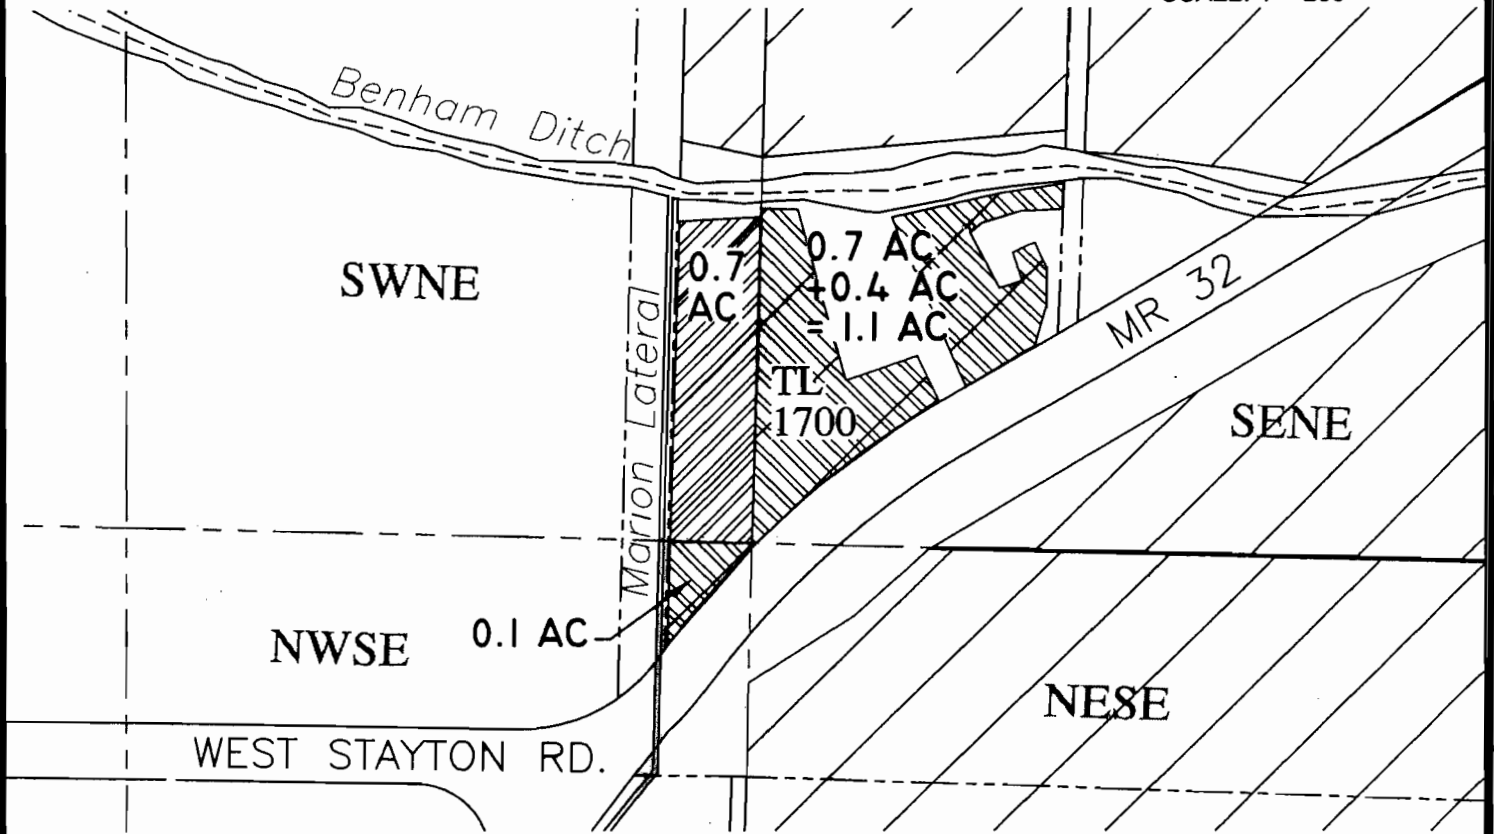 Benham Ditch
SWNE
0.7
AC
0.7 AC
+0.4 AC
= 1.1 AC
MR 32
Marion Lateral
TL
1700
SENE
0.1 AC
NWSE
NESE
WEST STAYTON RD.